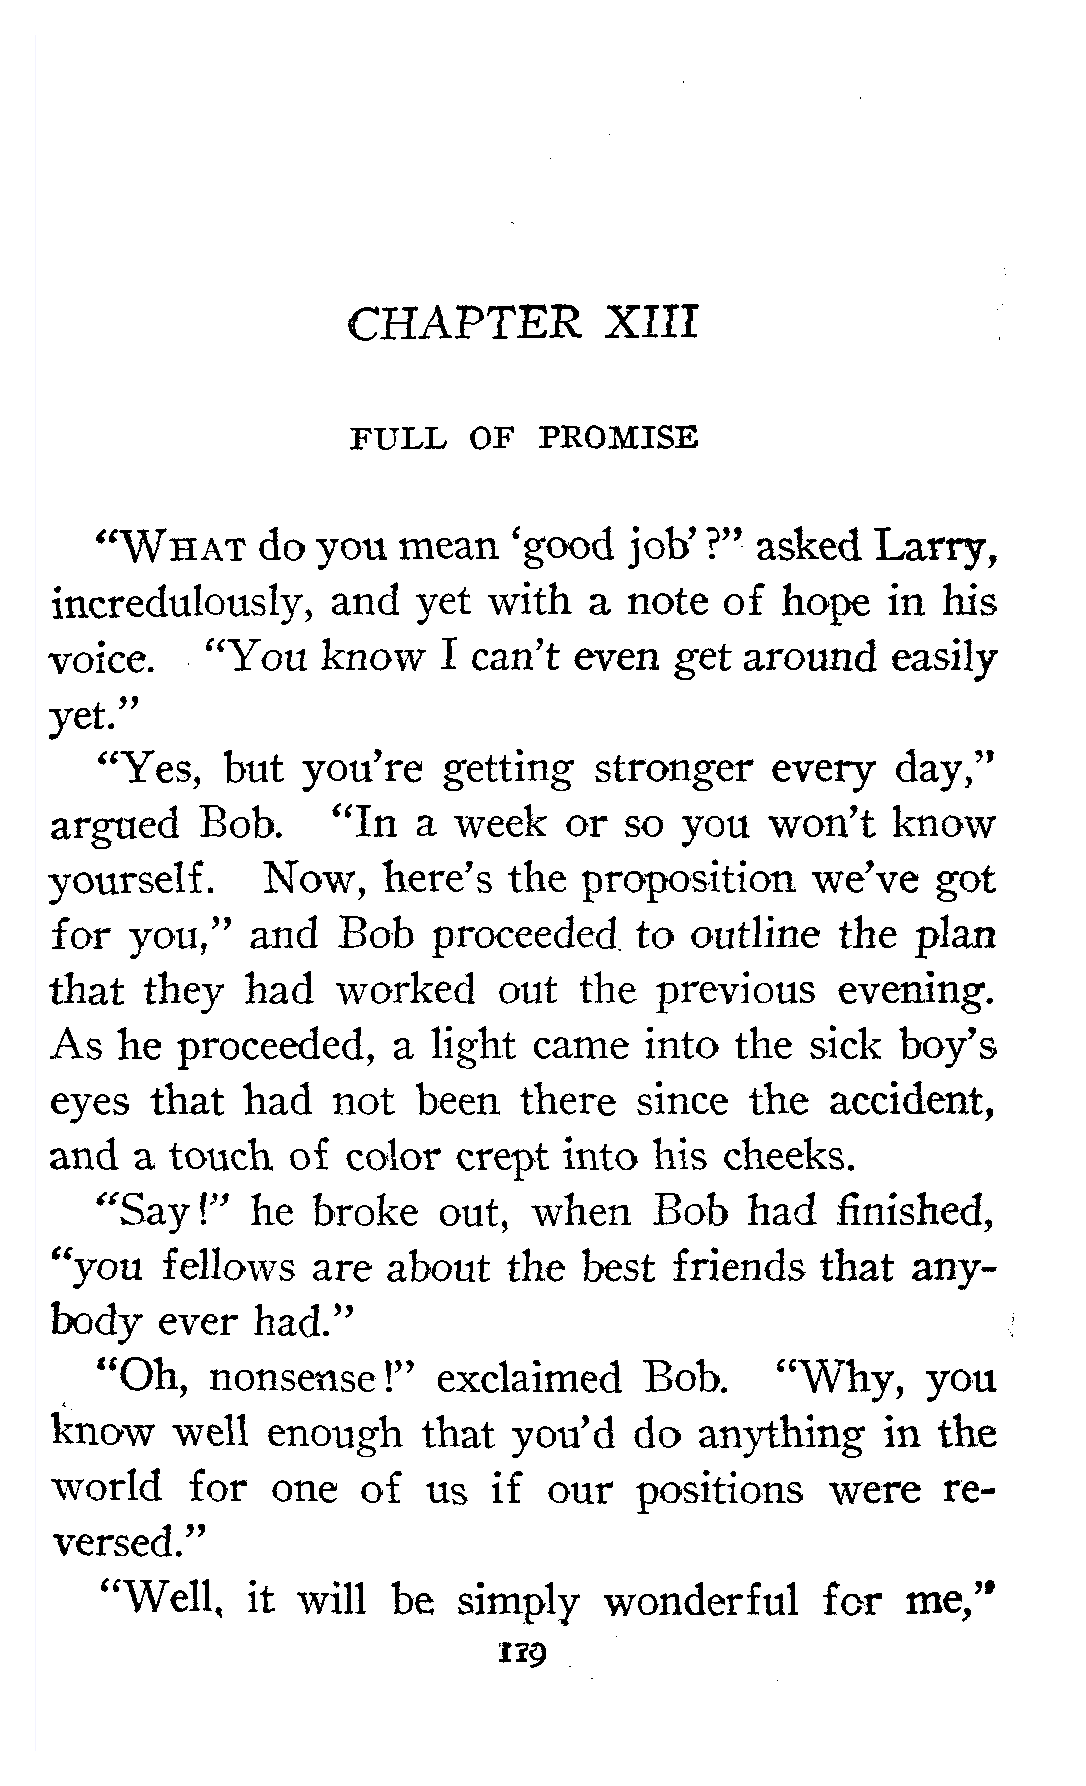 CHAPTER XIII
FULL OF PROMISE
“WHAT do you mean ‘good job’?” asked Larry,
incredulously, and yet with a note of hope in his
voice. “You know I can’t even get around easily
yet.”
“Yes, but you’re getting stronger every day,”
argued Bob. “In a week or so you won’t know
yourself. Now, here’s the proposition we’ve got
for you,” and Bob proceeded to outline the plan
that they had worked out the previous evening.
As he proceeded, a light came into the sick boy’s
eyes that had not been there since the accident,
and a touch of color crept into his cheeks.
“Say!” he broke out, when Bob had finished,
“you fellows are about the best friends that any-
body ever had.”
“Oh, nonsense!” exclaimed Bob. “Why, you
know well enough that you’d do anything in the
world for one of us if our positions were re-
versed.”
“Well, it will be simply wonderful for me,”
119